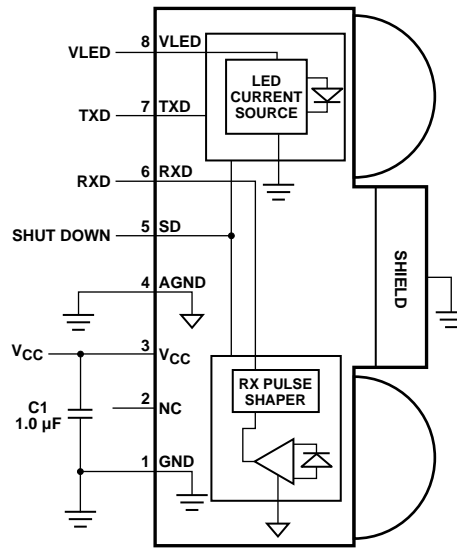 VLED 8 VLED
LED
CURRENT
SOURCE
TXD 7 TXD
RXD 6 RXD
SHUT DOWN 5 SD
4 AGND
SHIELD
VCC 3 VCC
RX PULSE
SHAPER
2 NC
C1
1.0 µF
1 GND